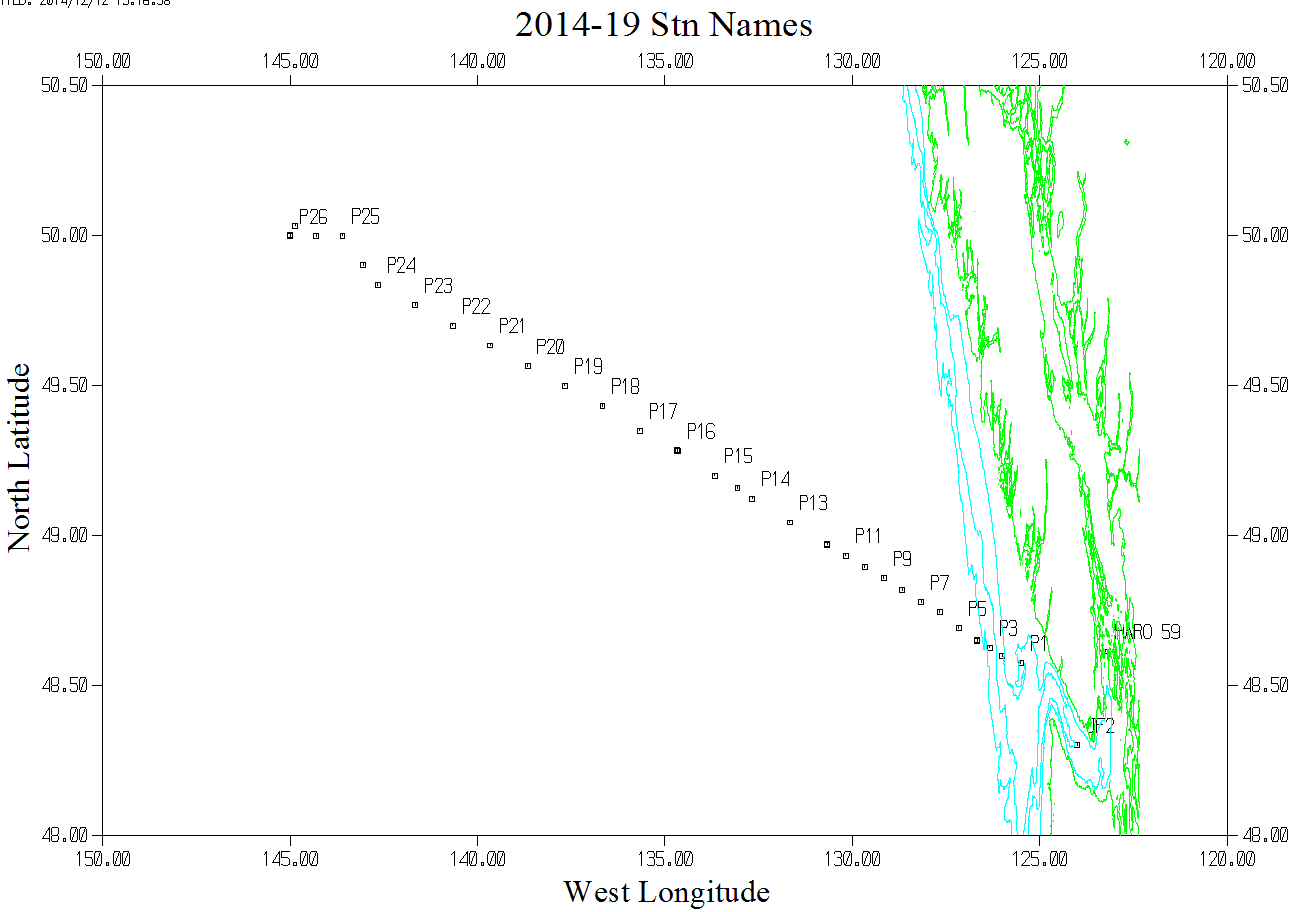 2014-19 Stn Names
150.00 145.00 140.00 135.00 130.00 125.00 120.00
50.50 50.50
P26 P25
50.00 50.00
P24
P23
P22
P21
P20
P19
49.50 49.50
P18
P17
P16
P15
P14
P13
49.00 49.00
P11
P9
P7
P5
P3
HARO 59
P1
48.50 48.50
JF2
48.00 48.00
150.00 145.00 140.00 135.00 130.00 125.00 120.00
West Longitude
North Latitude